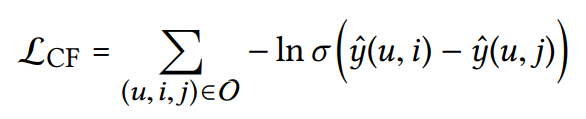 ℒ_CF = ∑_{(u,i,j)∈𝒪} − ln σ(ŷ(u, i) − ŷ(u, j))